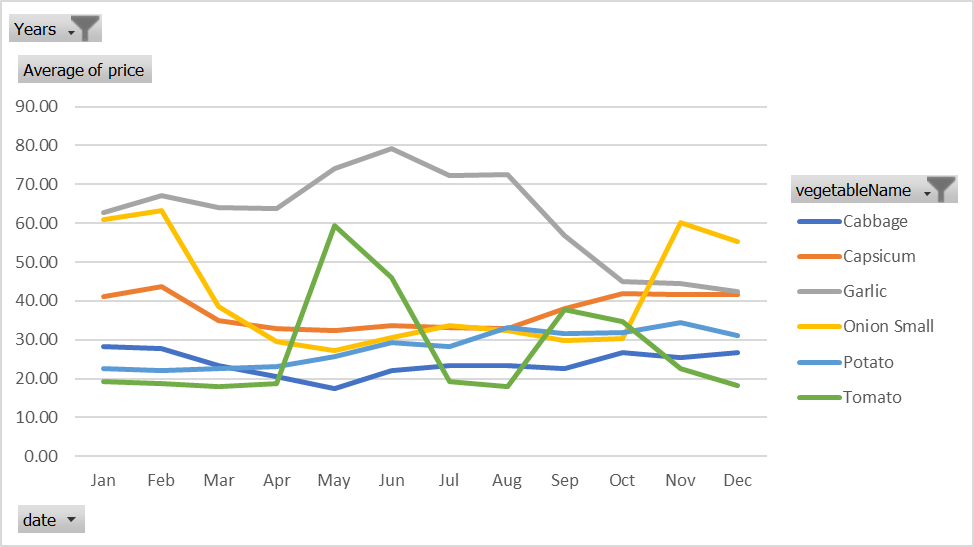 Years
Average of price
90.00
80.00
70.00
60.00
50.00
40.00
30.00
20.00
10.00
0.00
Jan Feb Mar Apr May Jun Jul Aug Sep Oct Nov Dec
vegetableName
Cabbage
Capsicum
Garlic
Onion Small
Potato
Tomato
date